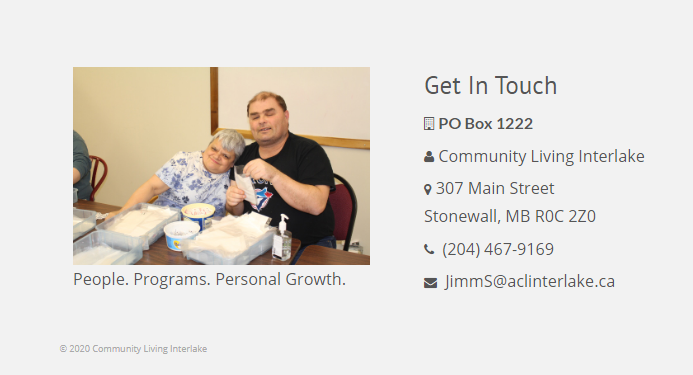 Get In Touch
PO Box 1222
Community Living Interlake
307 Main Street
Stonewall, MB R0C 2Z0
(204) 467-9169
JimmS@aclinterlake.ca
People. Programs. Personal Growth.
© 2020 Community Living Interlake